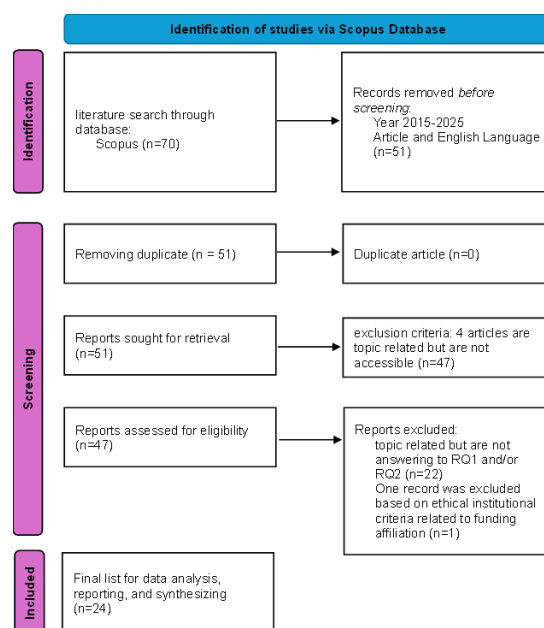 Identification of studies via Scopus Database
Identification
literature search through
database:
Scopus (n=70)
Records removed before
screening:
Year 2015-2025
Article and English Language
(n=51)
Screening
Removing duplicate (n = 51)
Duplicate article (n=0)
Reports sought for retrieval
(n=51)
exclusion criteria: 4 articles are
topic related but are not
accessible (n=47)
Reports assessed for eligibility
(n=47)
Reports excluded:
topic related but are not
answering to RQ1 and/or
RQ2 (n=22)
One record was excluded
based on ethical institutional
criteria related to funding
affiliation (n=1)
Included
Final list for data analysis,
reporting, and synthesizing
(n=24)